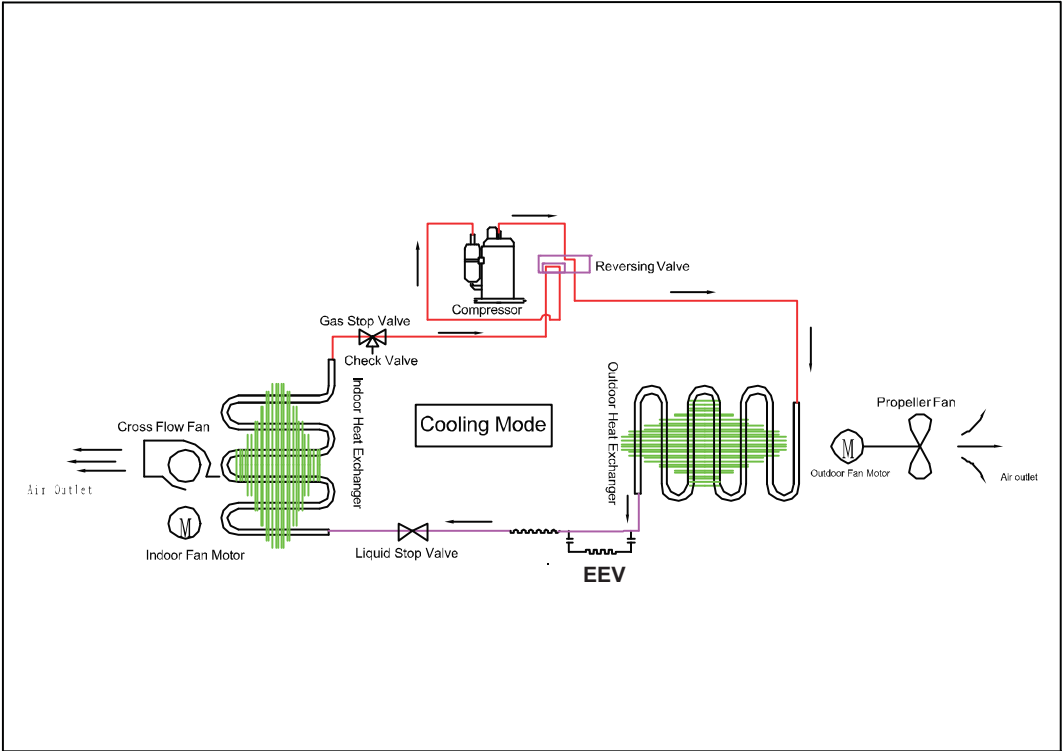 Reversing Valve
Compressor
Gas Stop Valve
Check Valve
Indoor Heat Exchanger
Outdoor Heat Exchanger
Cooling Mode
Cross Flow Fan
Propeller Fan
M
Outdoor Fan Motor
Air outlet
Air Outlet
M
Indoor Fan Motor
Liquid Stop Valve
EEV